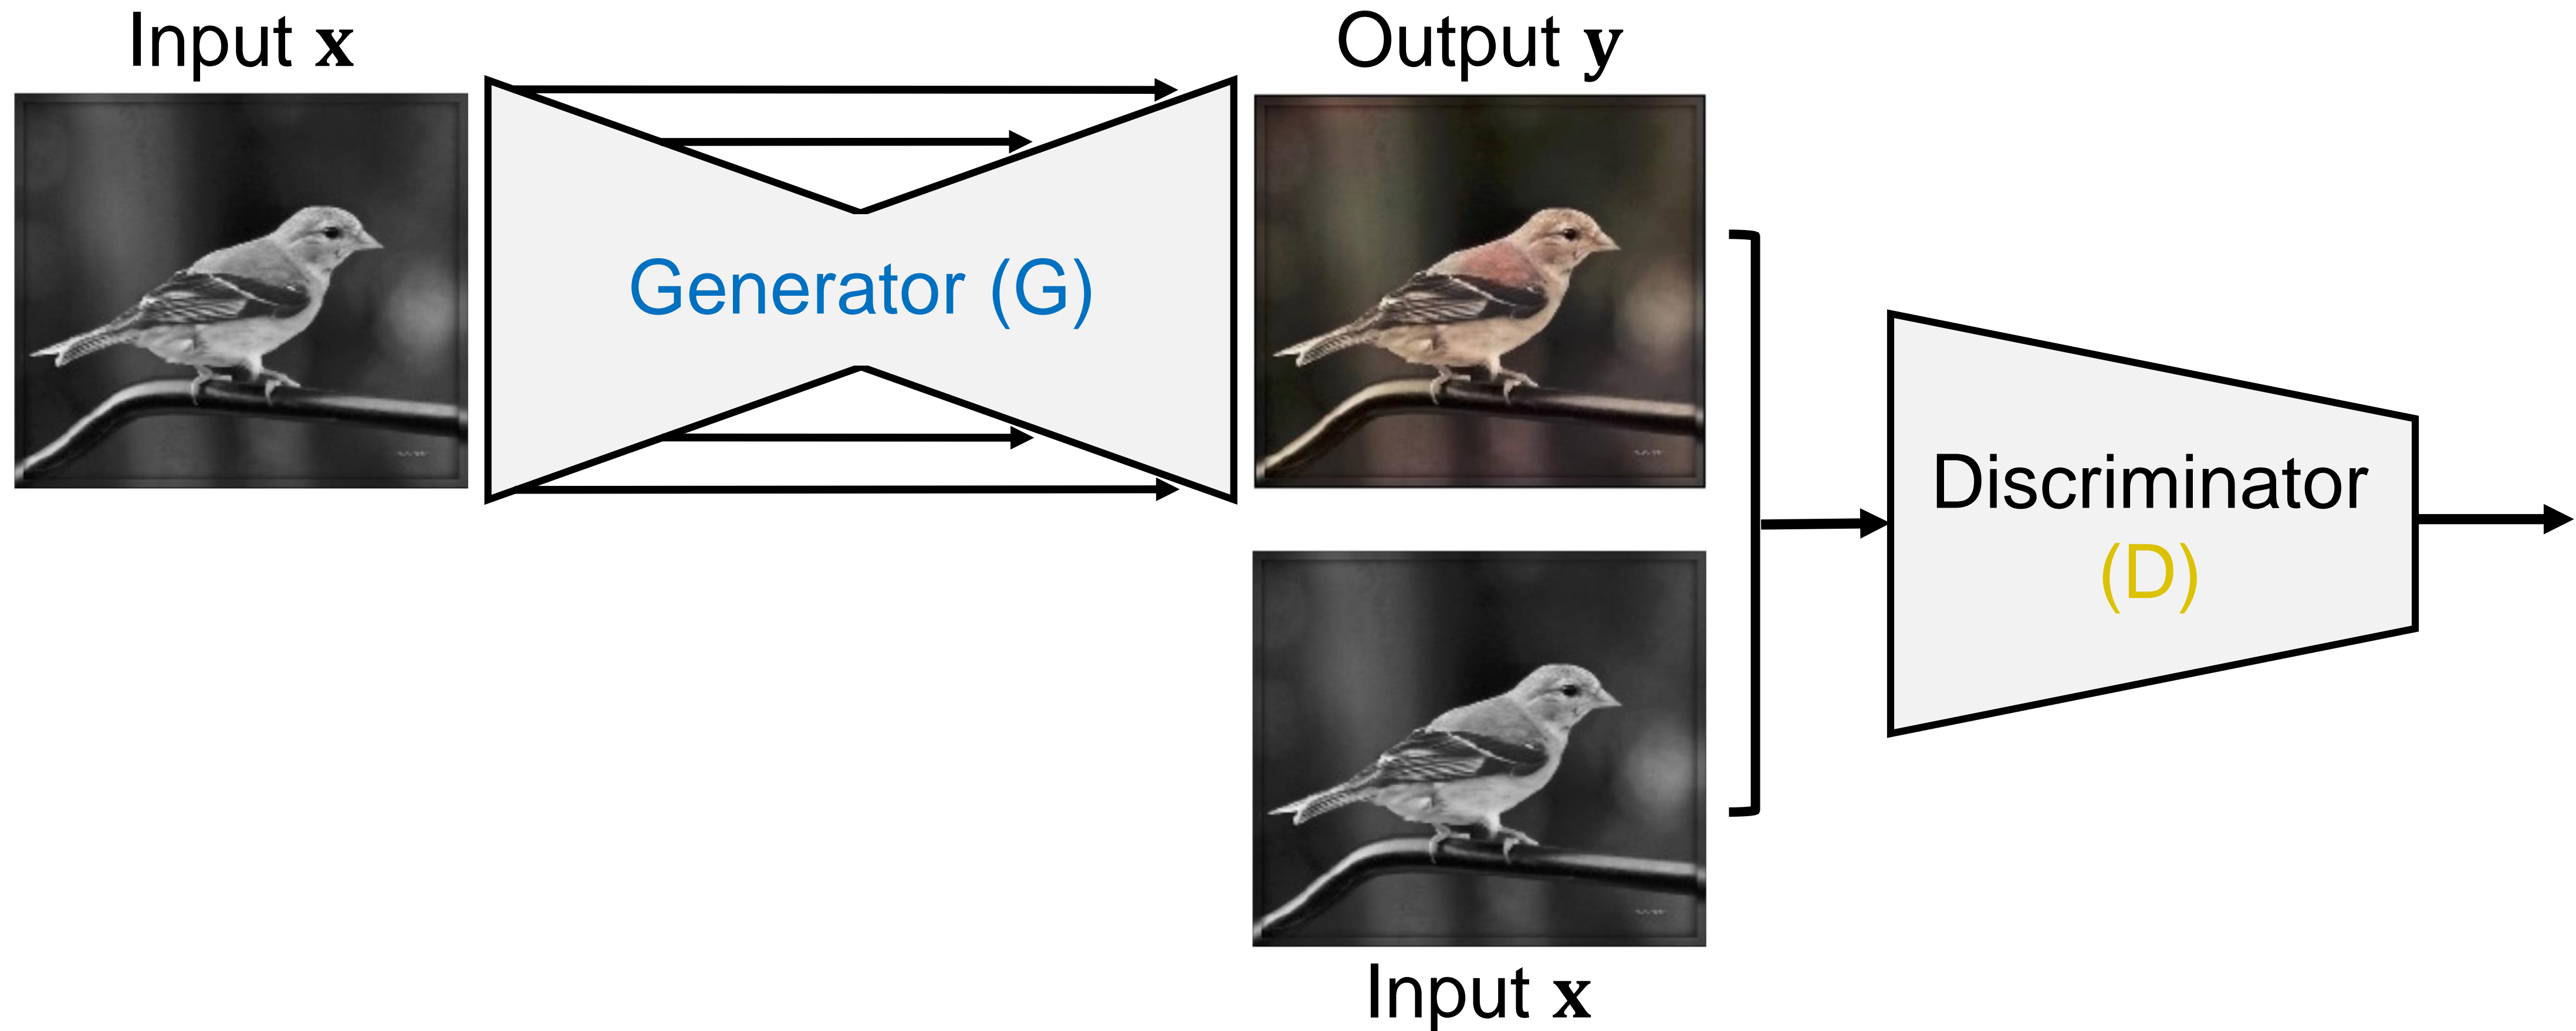 Input x
Output y
Generator (G)
Discriminator
(D)
Input x